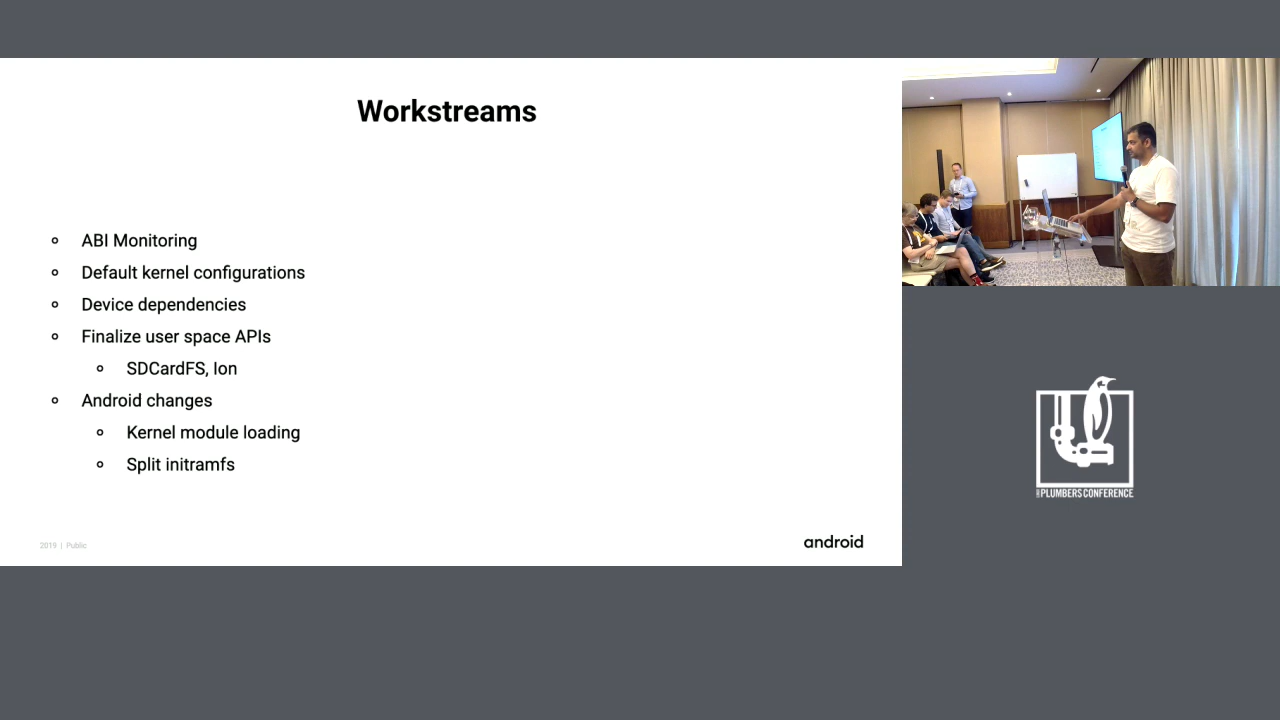 Workstreams
ABI Monitoring
Default kernel configurations
Device dependencies
Finalize user space APIs
SDCardFS, Ion
Android changes
Kernel module loading
Split initramfs
2019 | Public
android
PLUMBERS CONFERENCE